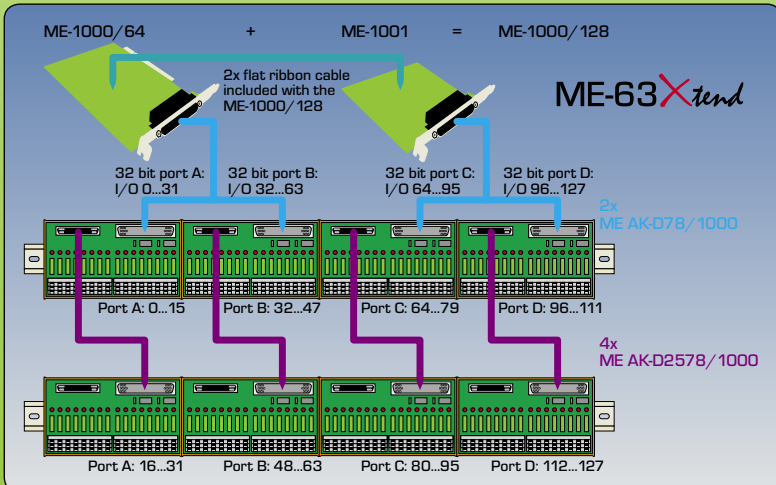 ME-1000/64 + ME-1001 = ME-1000/128
2x flat ribbon cable
included with the
ME-1000/128
ME-63 Xtend
32 bit port A:
I/O 0...31
32 bit port B:
I/O 32...63
32 bit port C:
I/O 64...95
32 bit port D:
I/O 96...127
2x
ME AK-D78/1000
Port A: 0...15
Port B: 32...47
Port C: 64...79
Port D: 96...111
4x
ME AK-D2578/1000
Port A: 16...31
Port B: 48...63
Port C: 80...95
Port D: 112...127